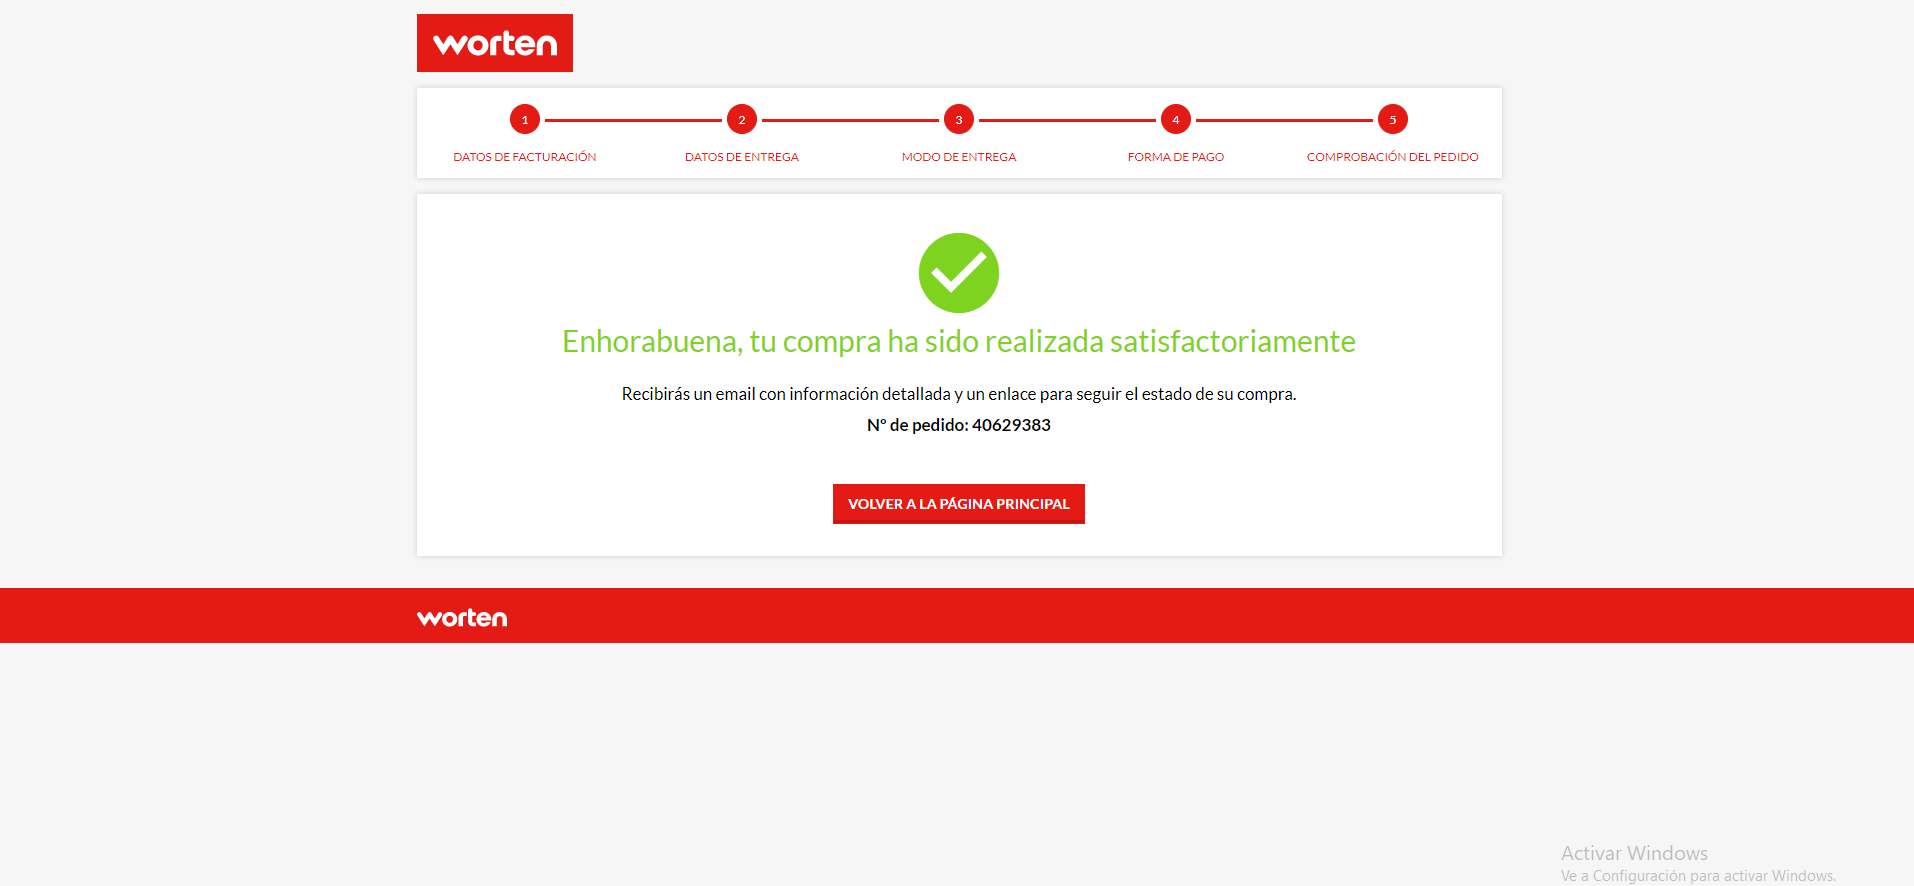 worten
1
2
3
4
5
DATOS DE FACTURACIÓN
DATOS DE ENTREGA
MODO DE ENTREGA
FORMA DE PAGO
COMPROBACIÓN DEL PEDIDO
Enhorabuena, tu compra ha sido realizada satisfactoriamente
Recibirás un email con información detallada y un enlace para seguir el estado de su compra.
Nº de pedido: 40629383
VOLVER A LA PÁGINA PRINCIPAL
worten
Activar Windows
Ve a Configuración para activar Windows.